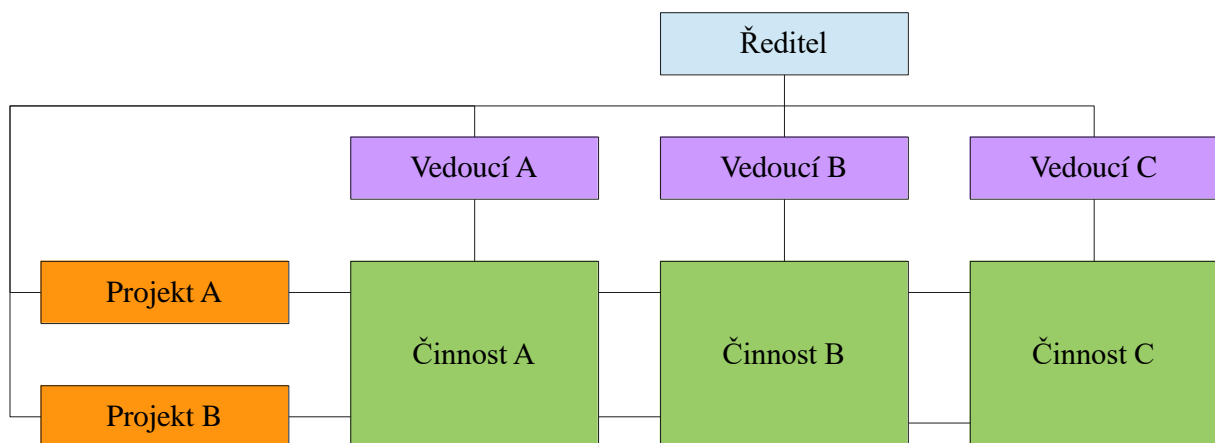 Ředitel
Vedoucí A
Vedoucí B
Vedoucí C
Projekt A
Činnost A
Činnost B
Činnost C
Projekt B